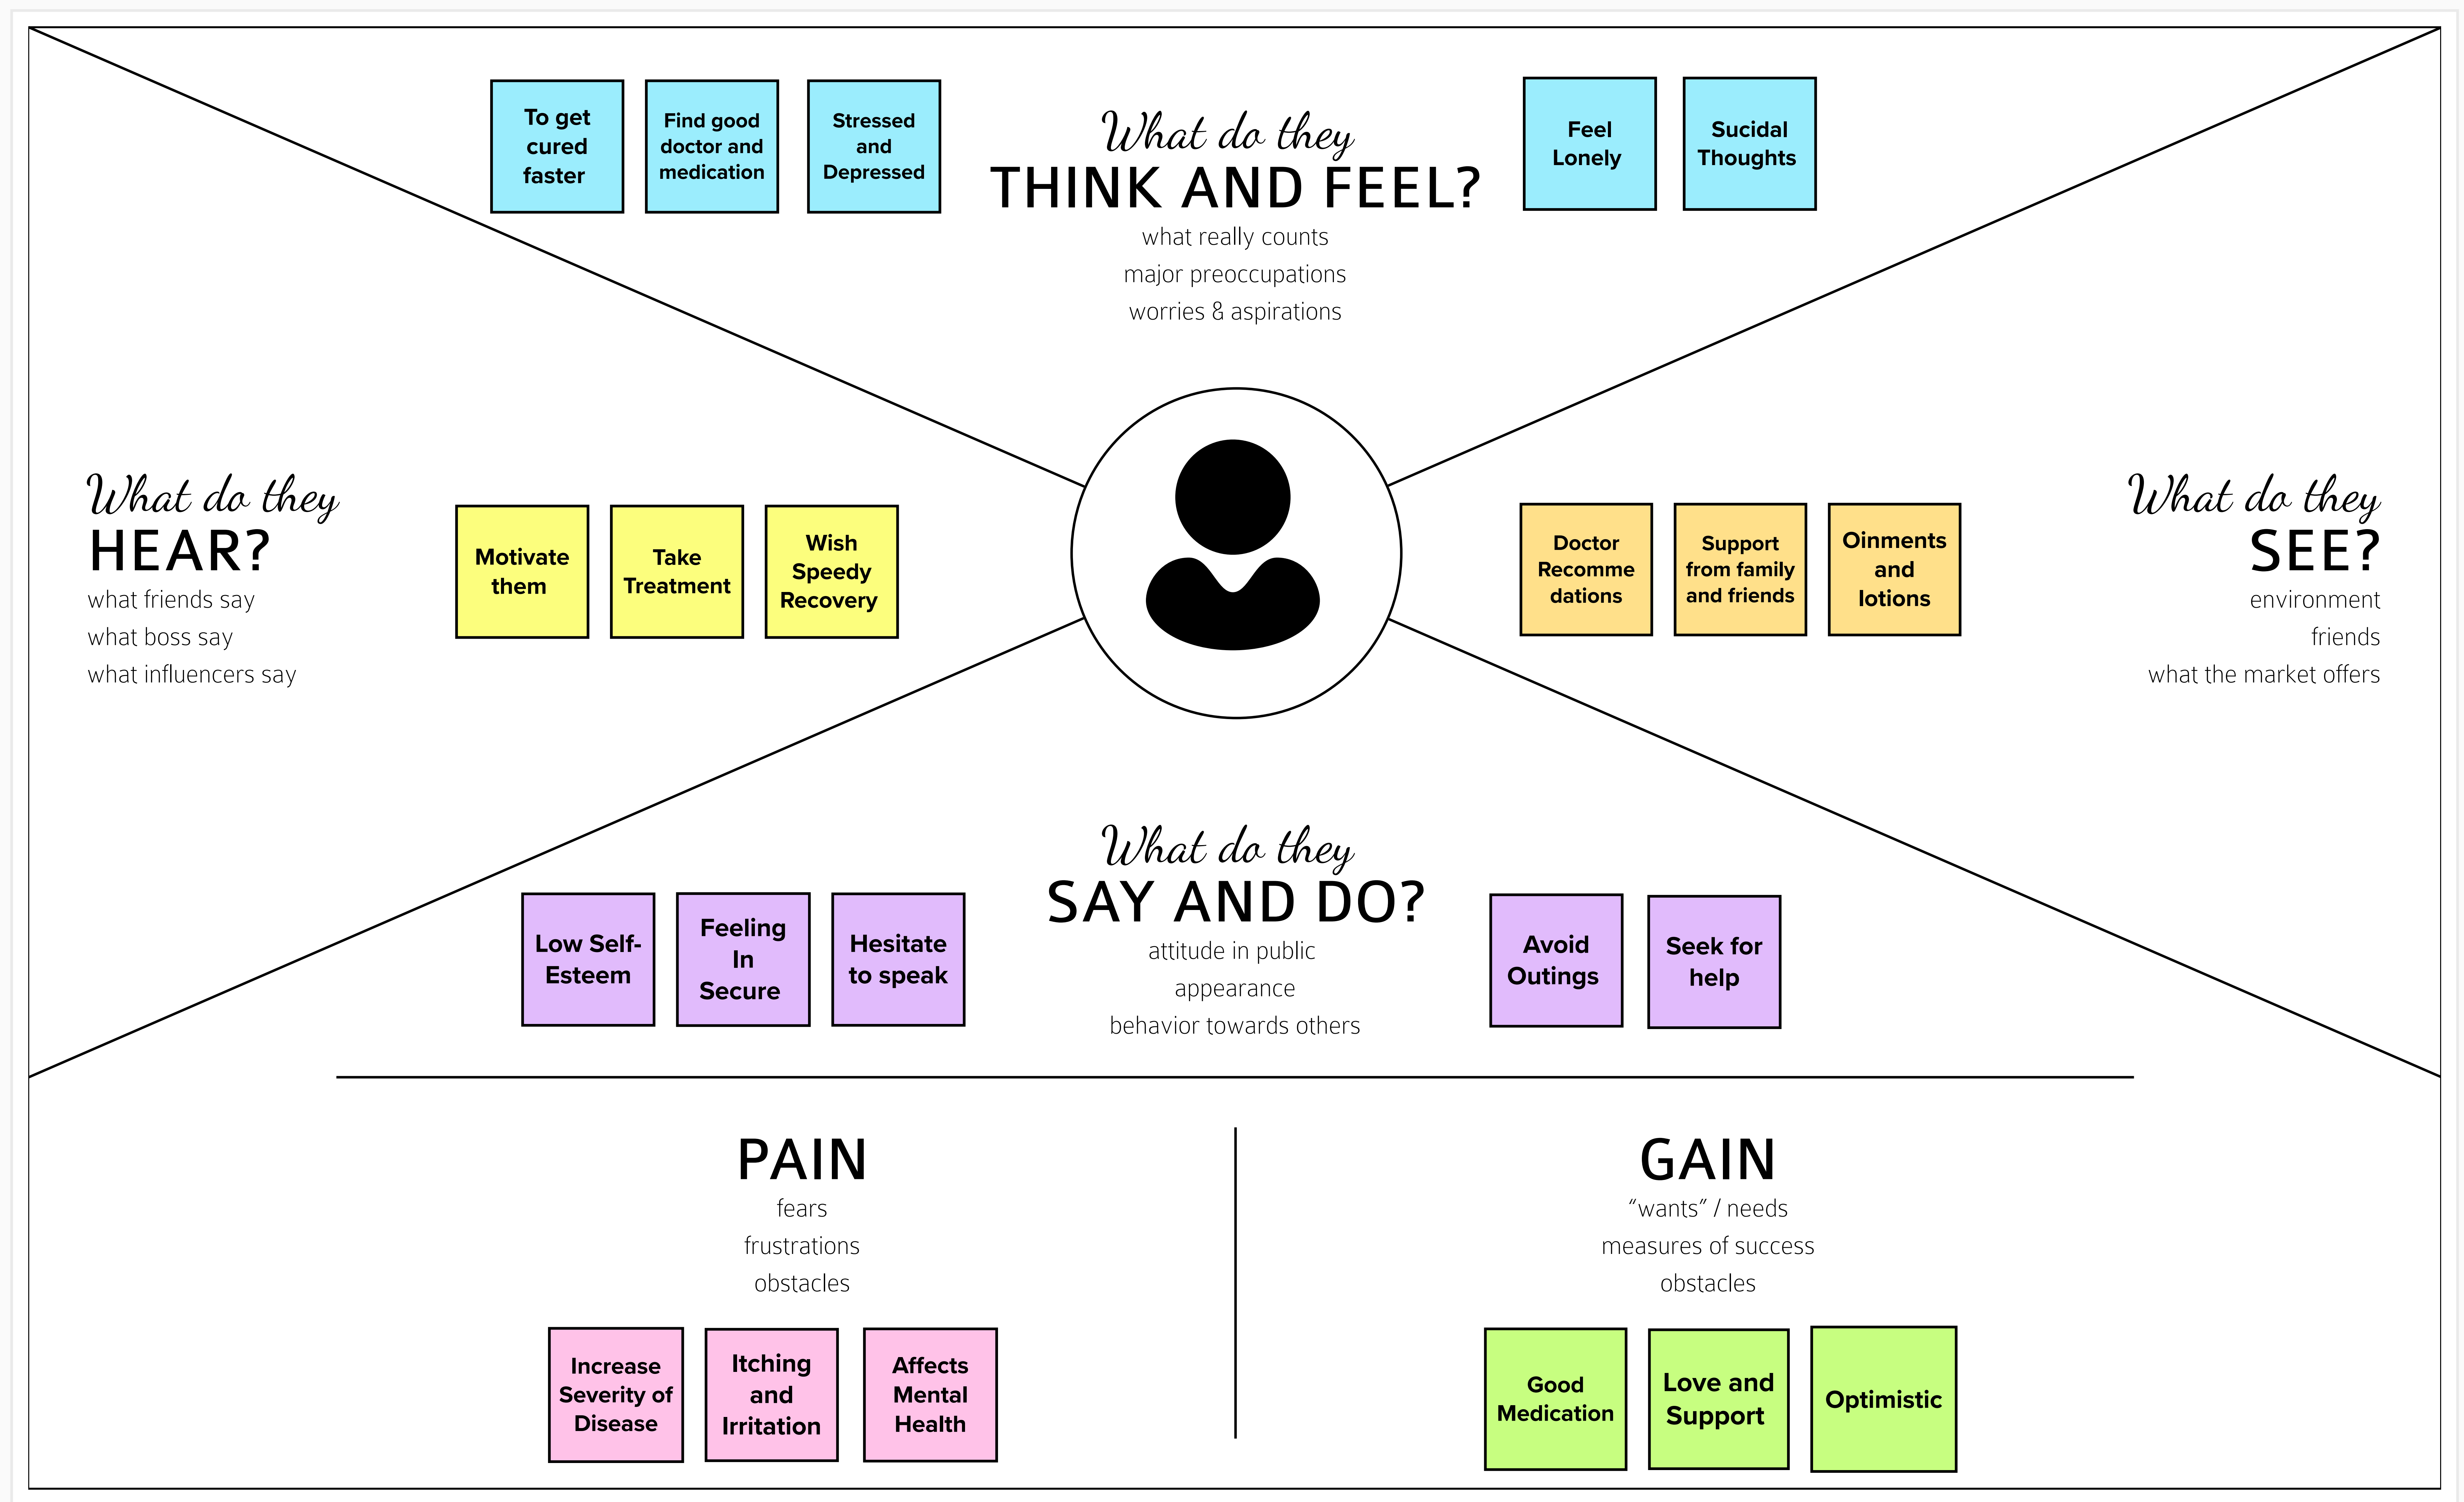 To get
cured
faster
Find good
doctor and
medication
Stressed
and
Depressed
What do they
THINK AND FEEL?
what really counts
major preoccupations
worries & aspirations
Feel
Lonely
Sucidal
Thoughts
What do they
HEAR?
what friends say
what boss say
what influencers say
Motivate
them
Take
Treatment
Wish
Speedy
Recovery
Doctor
Recomme
dations
Support
from family
and friends
Oinments
and
lotions
What do they
SEE?
environment
friends
what the market offers
Low Self-
Esteem
Feeling
In
Secure
Hesitate
to speak
What do they
SAY AND DO?
attitude in public
appearance
behavior towards others
Avoid
Outings
Seek for
help
PAIN
fears
frustrations
obstacles
Increase
Severity of
Disease
Itching
and
Irritation
Affects
Mental
Health
GAIN
“wants” / needs
measures of success
obstacles
Good
Medication
Love and
Support
Optimistic